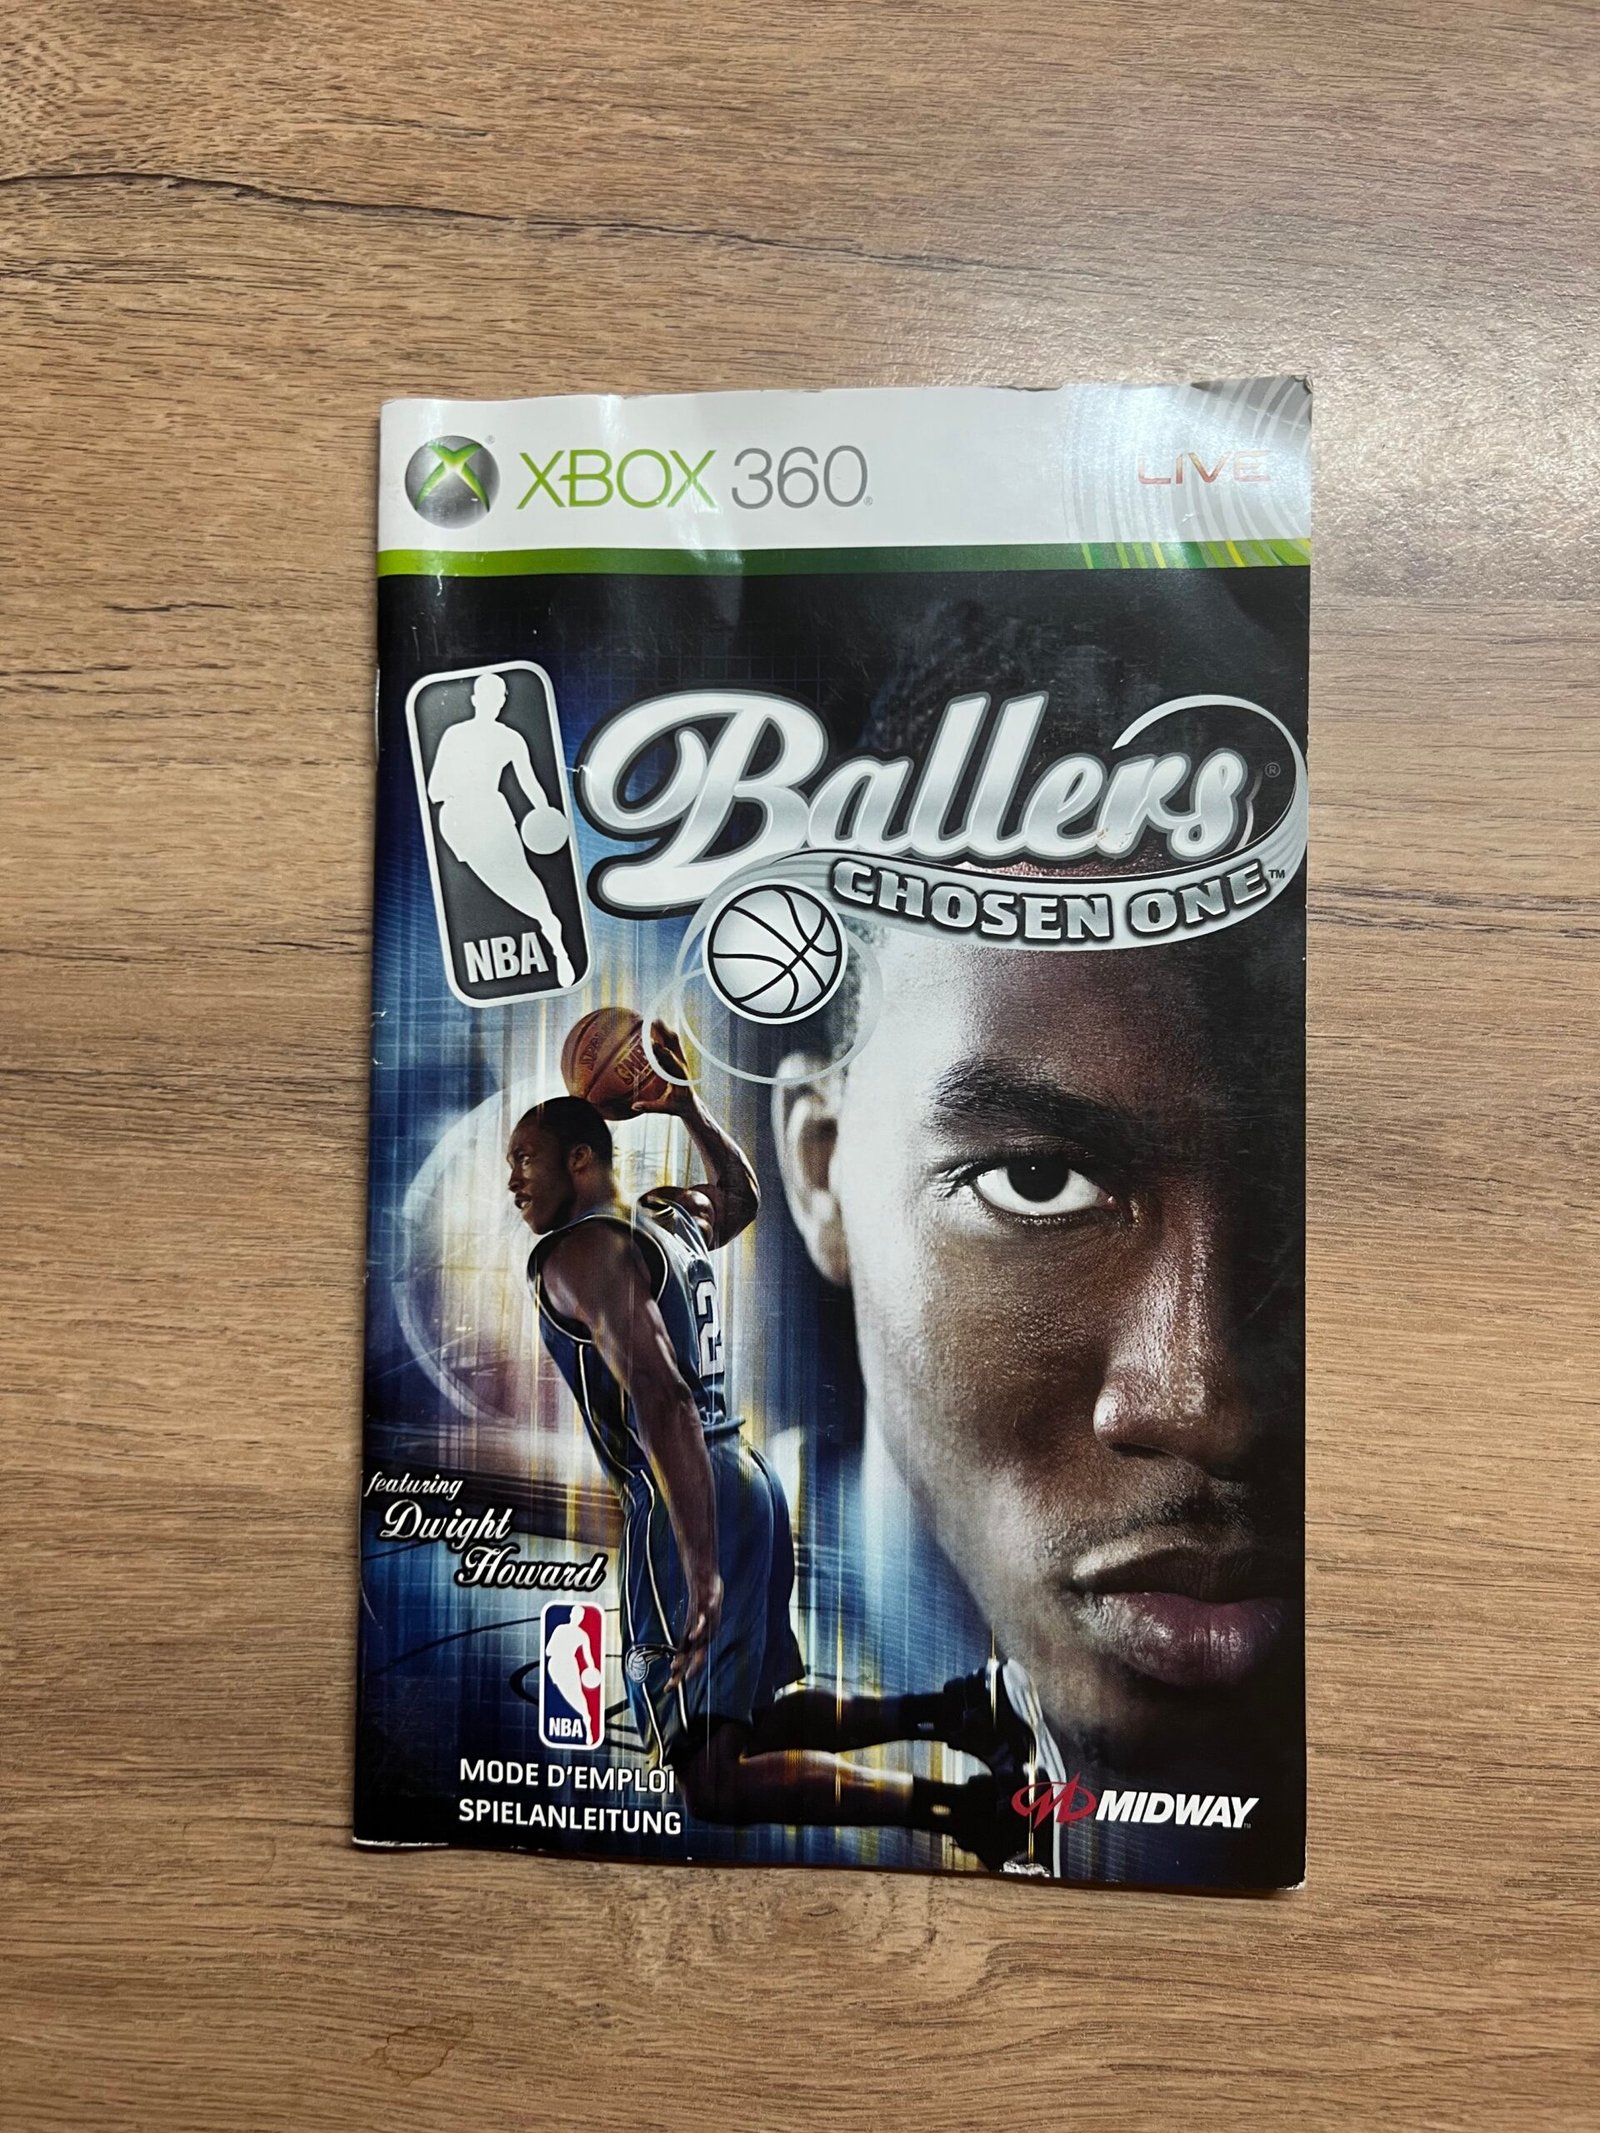 XBOX 360
LIVE
NBA
Ballers
CHOSEN ONE
featuring
Dwight
Howard
NBA
MODE D'EMPLOI
SPIELANLEITUNG
MIDWAY